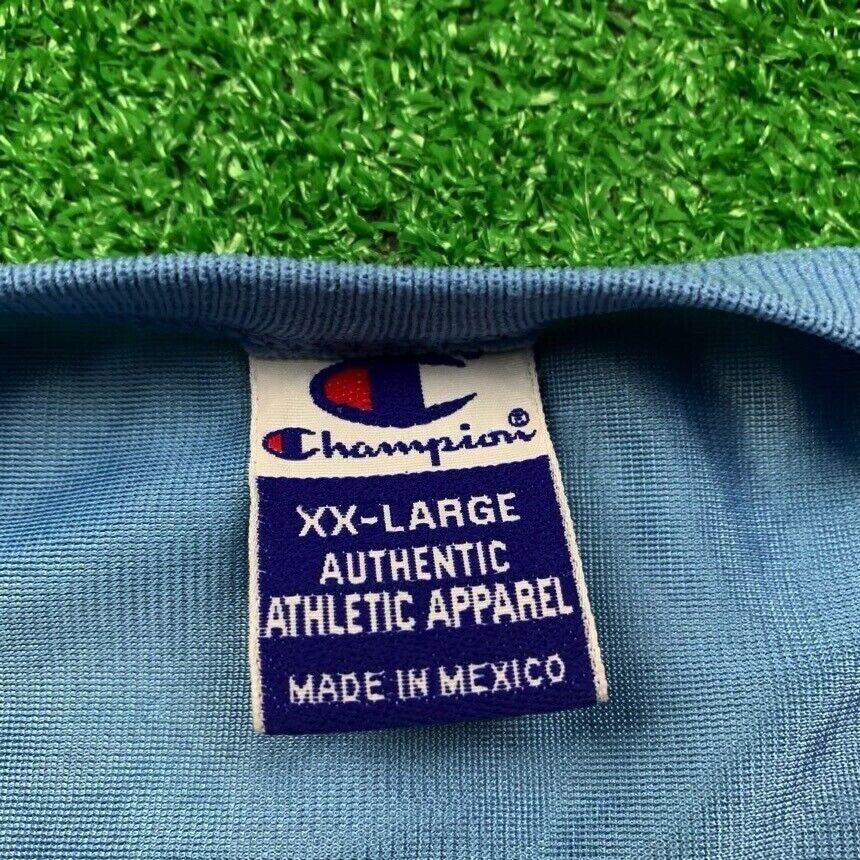 Champion®
XX-LARGE
AUTHENTIC
ATHLETIC APPAREL
MADE IN MEXICO